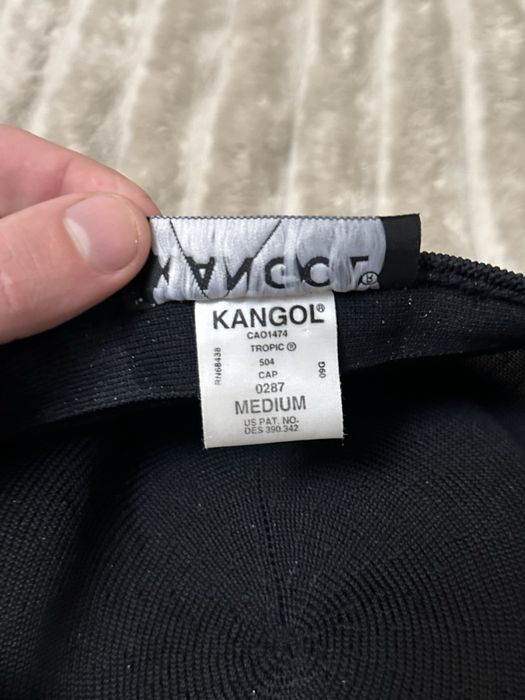 KANGOL®
KANGOL®
CAO1474
TROPIC ®
504
CAP
0287
MEDIUM
US PAT. NO.
DES 390.342
RN68438
09G